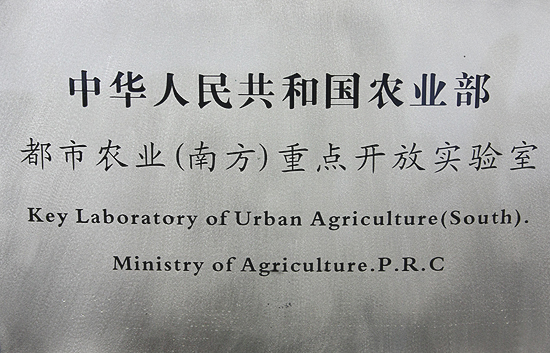 中华人民共和国农业部
都市农业(南方)重点开放实验室
Key Laboratory of Urban Agriculture(South).
Ministry of Agriculture.P.R.C